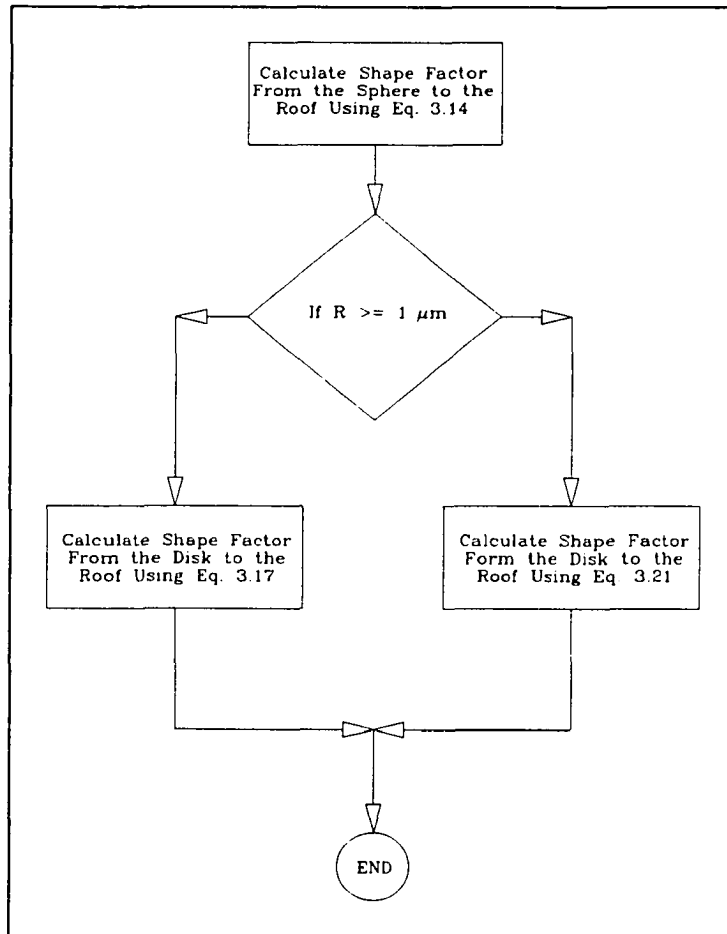 Calculate Shape Factor
From the Sphere to the
Roof Using Eq. 3.14
If R >= 1 μm
Calculate Shape Factor
From the Disk to the
Roof Using Eq. 3.17
Calculate Shape Factor
Form the Disk to the
Roof Using Eq. 3.21
END